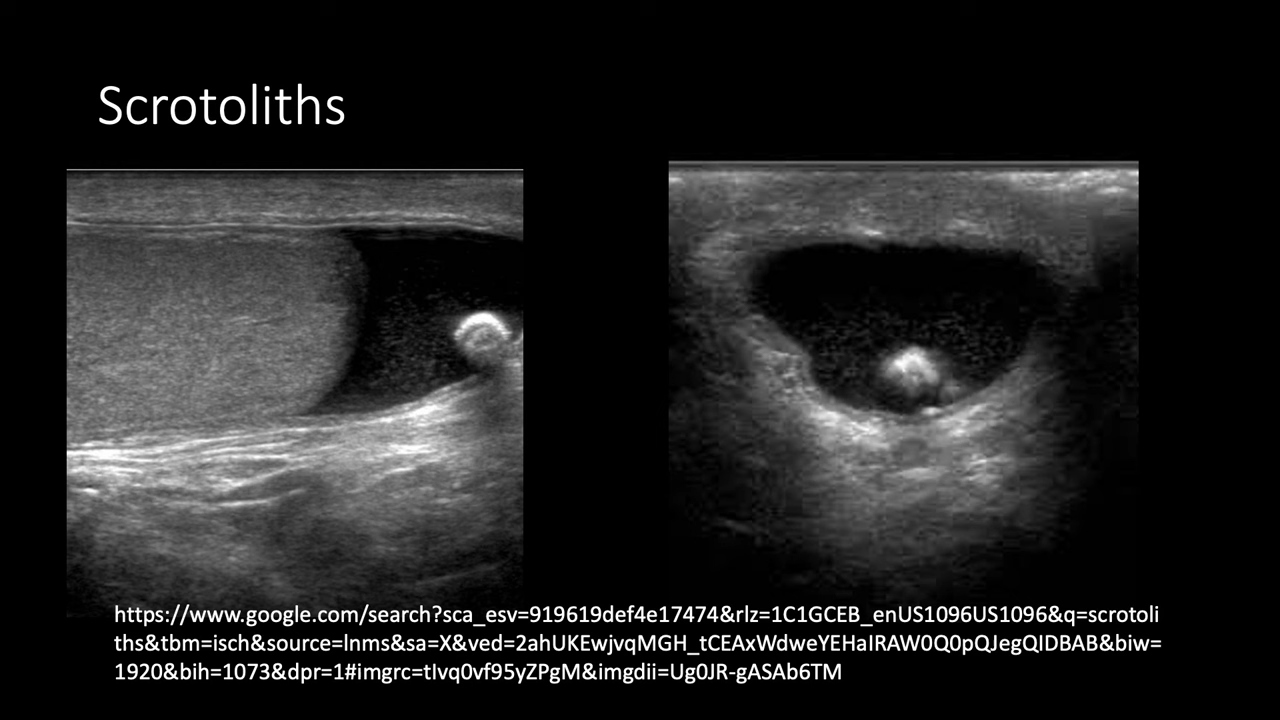 Scrotoliths
https://www.google.com/search?sca_esv=919619def4e17474&rlz=1C1GCEB_enUS1096US1096&q=scrotoli
ths&tbm=isch&source=lnms&sa=X&ved=2ahUKEwjvqMGH_tCEAxWdweYEHaIRAW0Q0pQJegQIDBAB&biw=
1920&bih=1073&dpr=1#imgrc=tIvq0vf95yZPgM&imgdii=Ug0JR-gASAb6TM